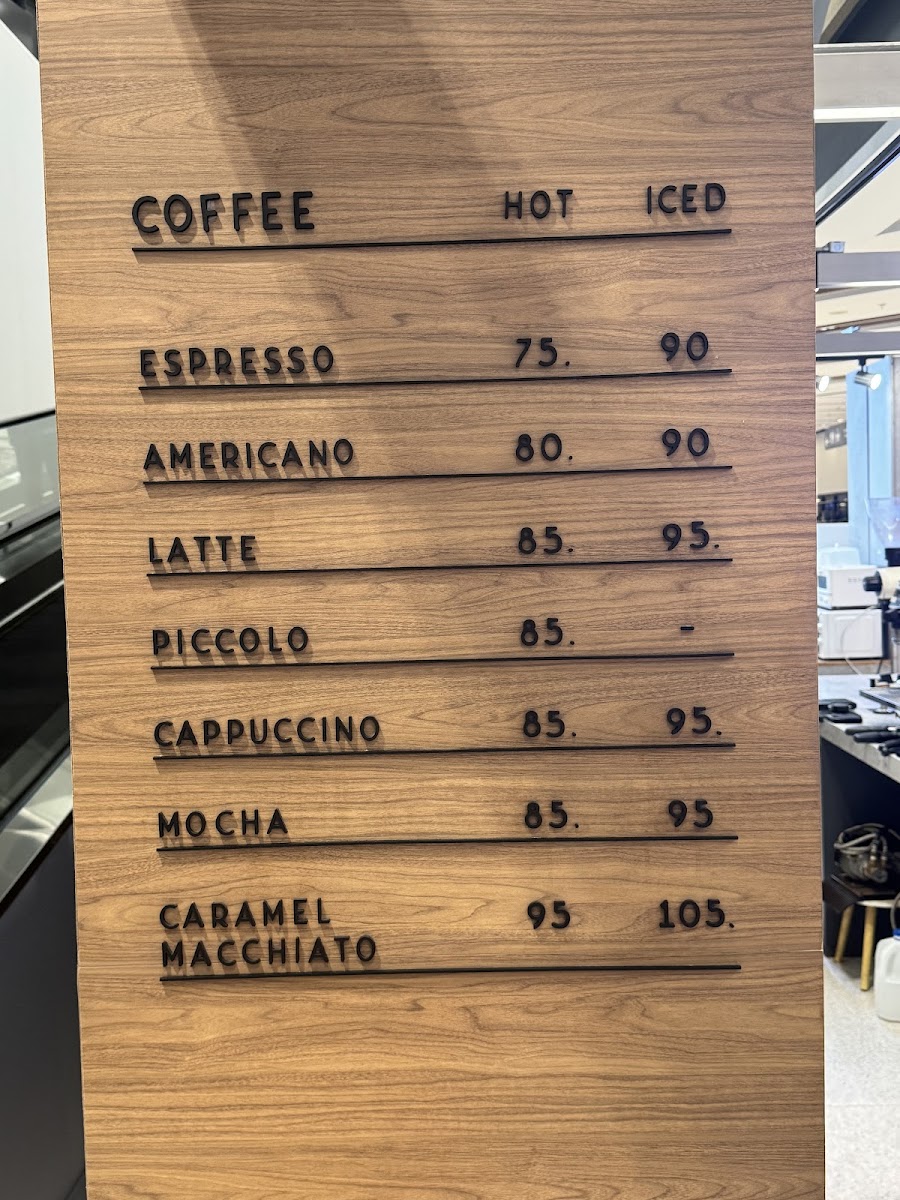 COFFEE HOT ICED
ESPRESSO 75. 90
AMERICANO 80. 90
LATTE 85. 95.
PICCOLO 85. -
CAPPUCCINO 85. 95.
MOCHA 85. 95
CARAMEL 95 105.
MACCHIATO